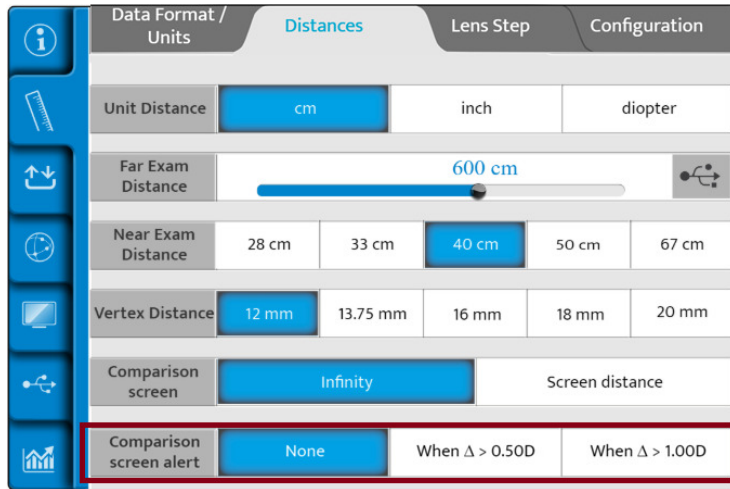 Data Format / Units
Distances
Lens Step
Configuration
Unit Distance
cm
inch
diopter
Far Exam Distance
600 cm
Near Exam Distance
28 cm
33 cm
40 cm
50 cm
67 cm
Vertex Distance
12 mm
13.75 mm
16 mm
18 mm
20 mm
Comparison screen
Infinity
Screen distance
Comparison screen alert
None
When Δ > 0.50D
When Δ > 1.00D